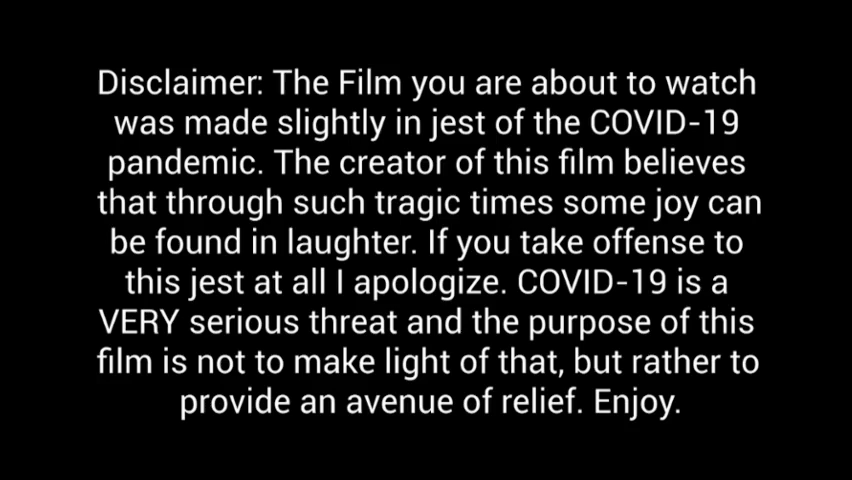 Disclaimer: The Film you are about to watch
was made slightly in jest of the COVID-19
pandemic. The creator of this film believes
that through such tragic times some joy can
be found in laughter. If you take offense to
this jest at all I apologize. COVID-19 is a
VERY serious threat and the purpose of this
film is not to make light of that, but rather to
provide an avenue of relief. Enjoy.